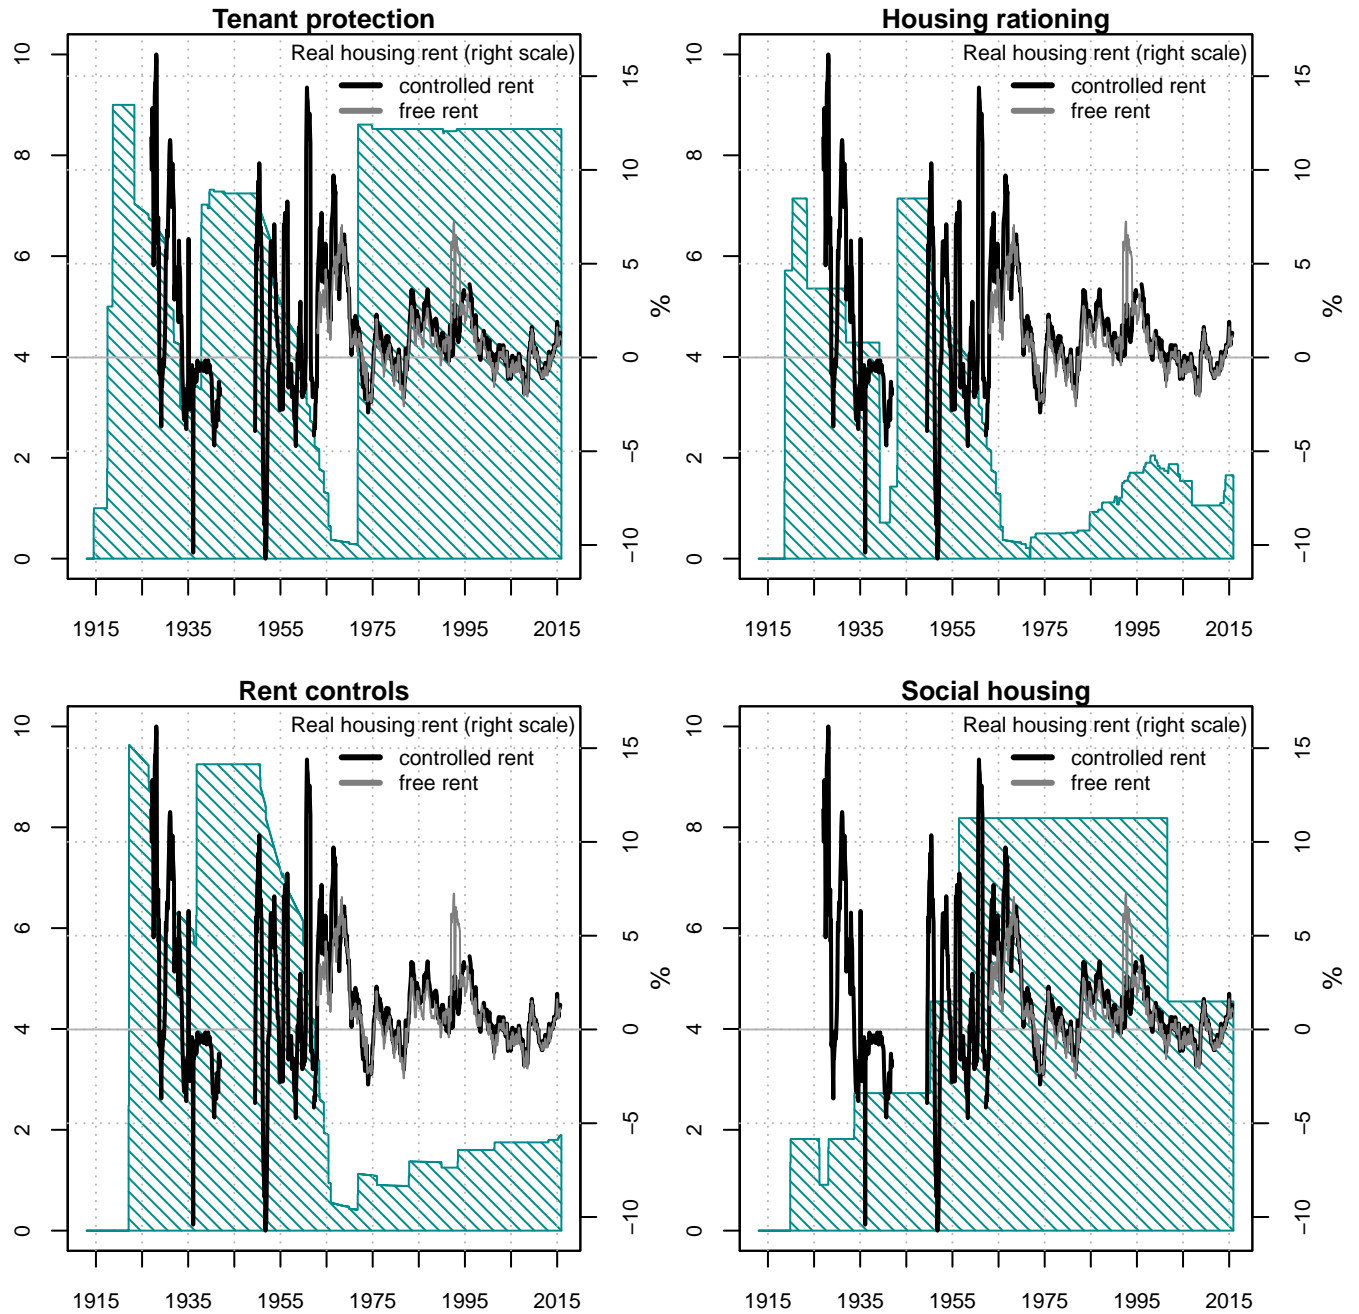 Tenant protection
Real housing rent (right scale)
controlled rent
free rent
0 2 4 6 8 10
−10 −5 0 5 10 15
%
1915 1935 1955 1975 1995 2015
Housing rationing
Real housing rent (right scale)
controlled rent
free rent
0 2 4 6 8 10
−10 −5 0 5 10 15
%
1915 1935 1955 1975 1995 2015
Rent controls
Real housing rent (right scale)
controlled rent
free rent
0 2 4 6 8 10
−10 −5 0 5 10 15
%
1915 1935 1955 1975 1995 2015
Social housing
Real housing rent (right scale)
controlled rent
free rent
0 2 4 6 8 10
−10 −5 0 5 10 15
%
1915 1935 1955 1975 1995 2015